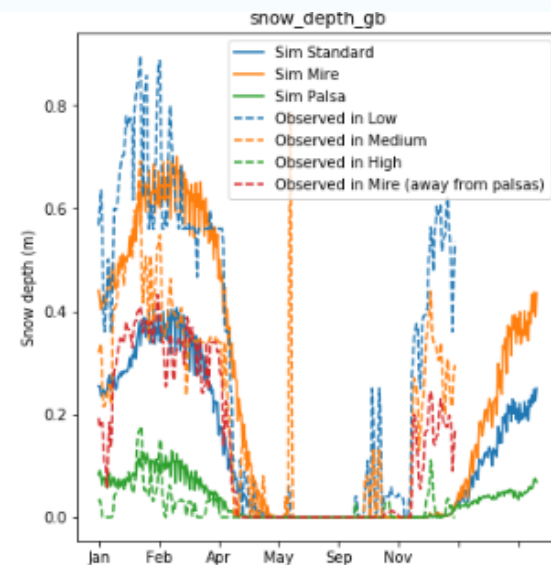 snow_depth_gb
Sim Standard
Sim Mire
Sim Palsa
Observed in Low
Observed in Medium
Observed in High
Observed in Mire (away from palsas)
Snow depth (m)
0.8
0.6
0.4
0.2
0.0
Jan Feb Apr May Sep Nov